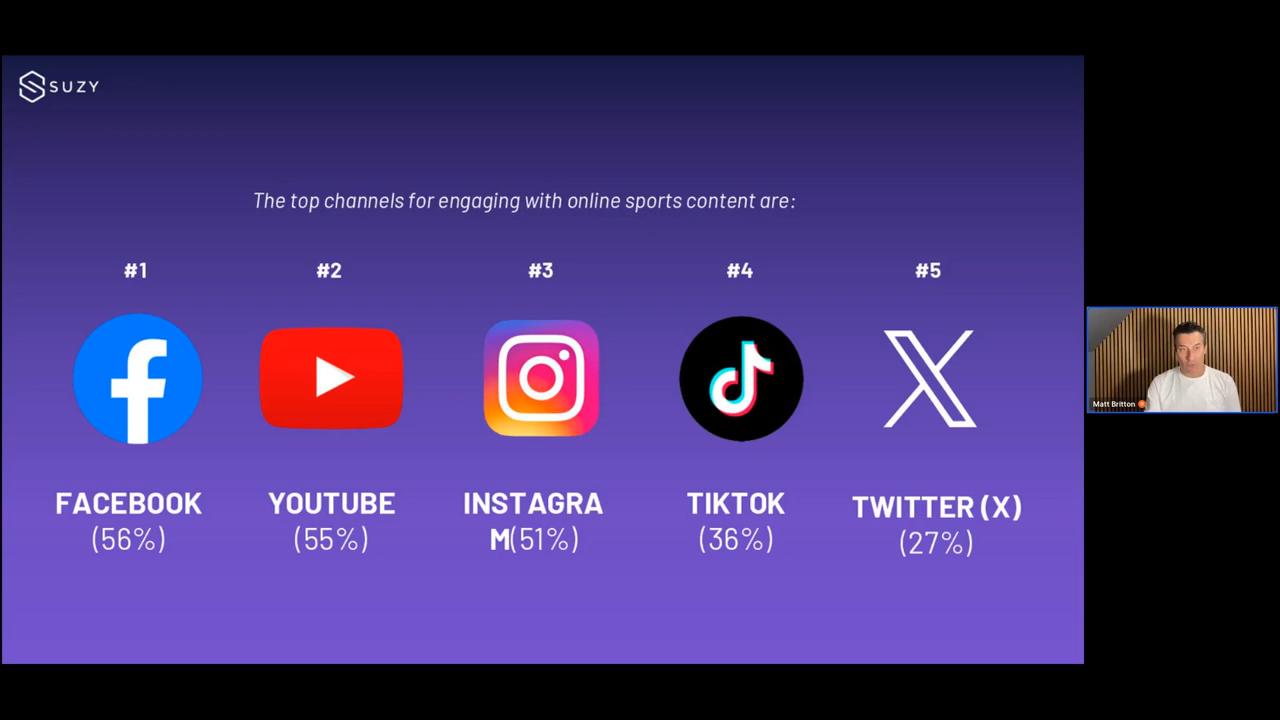 SUZY
The top channels for engaging with online sports content are:
#1
#2
#3
#4
#5
FACEBOOK
(56%)
YOUTUBE
(55%)
INSTAGRA
M(51%)
TIKTOK
(36%)
TWITTER (X)
(27%)
Matt Britton